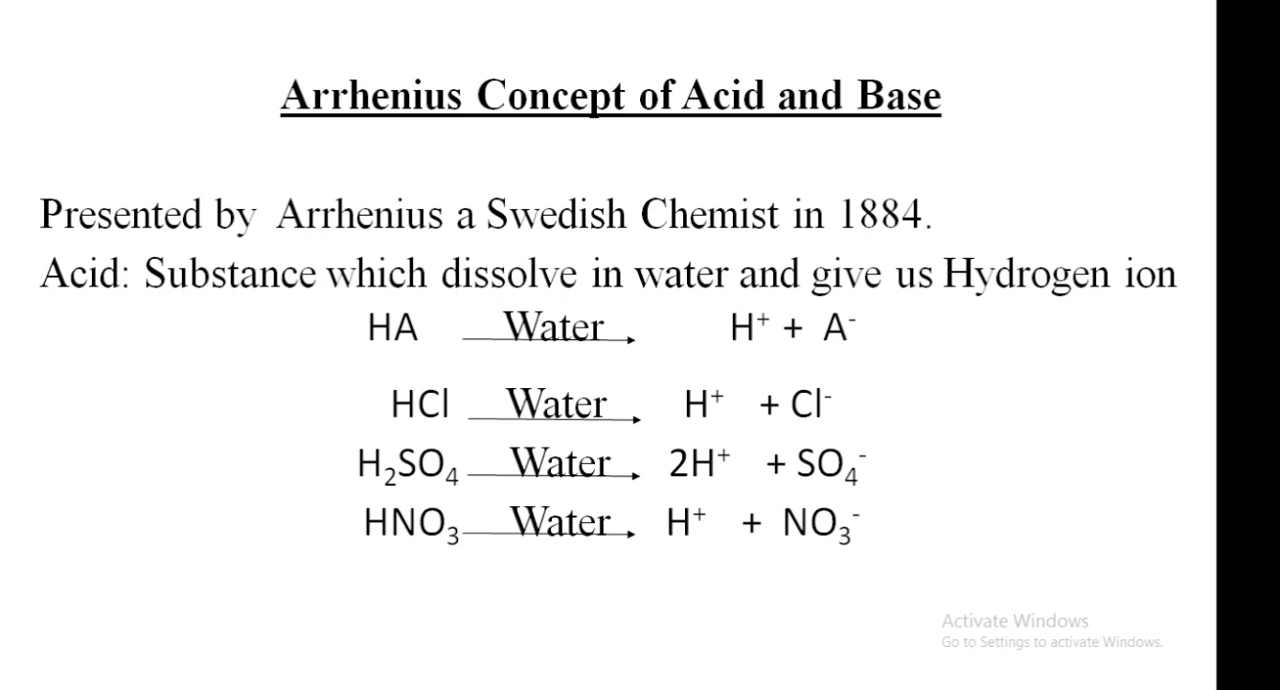 Arrhenius Concept of Acid and Base
Presented by Arrhenius a Swedish Chemist in 1884.
Acid: Substance which dissolve in water and give us Hydrogen ion
HA Water → H⁺ + A⁻
HCl Water → H⁺ + Cl⁻
H₂SO₄ Water → 2H⁺ + SO₄⁻
HNO₃ Water → H⁺ + NO₃⁻
Activate Windows
Go to Settings to activate Windows.